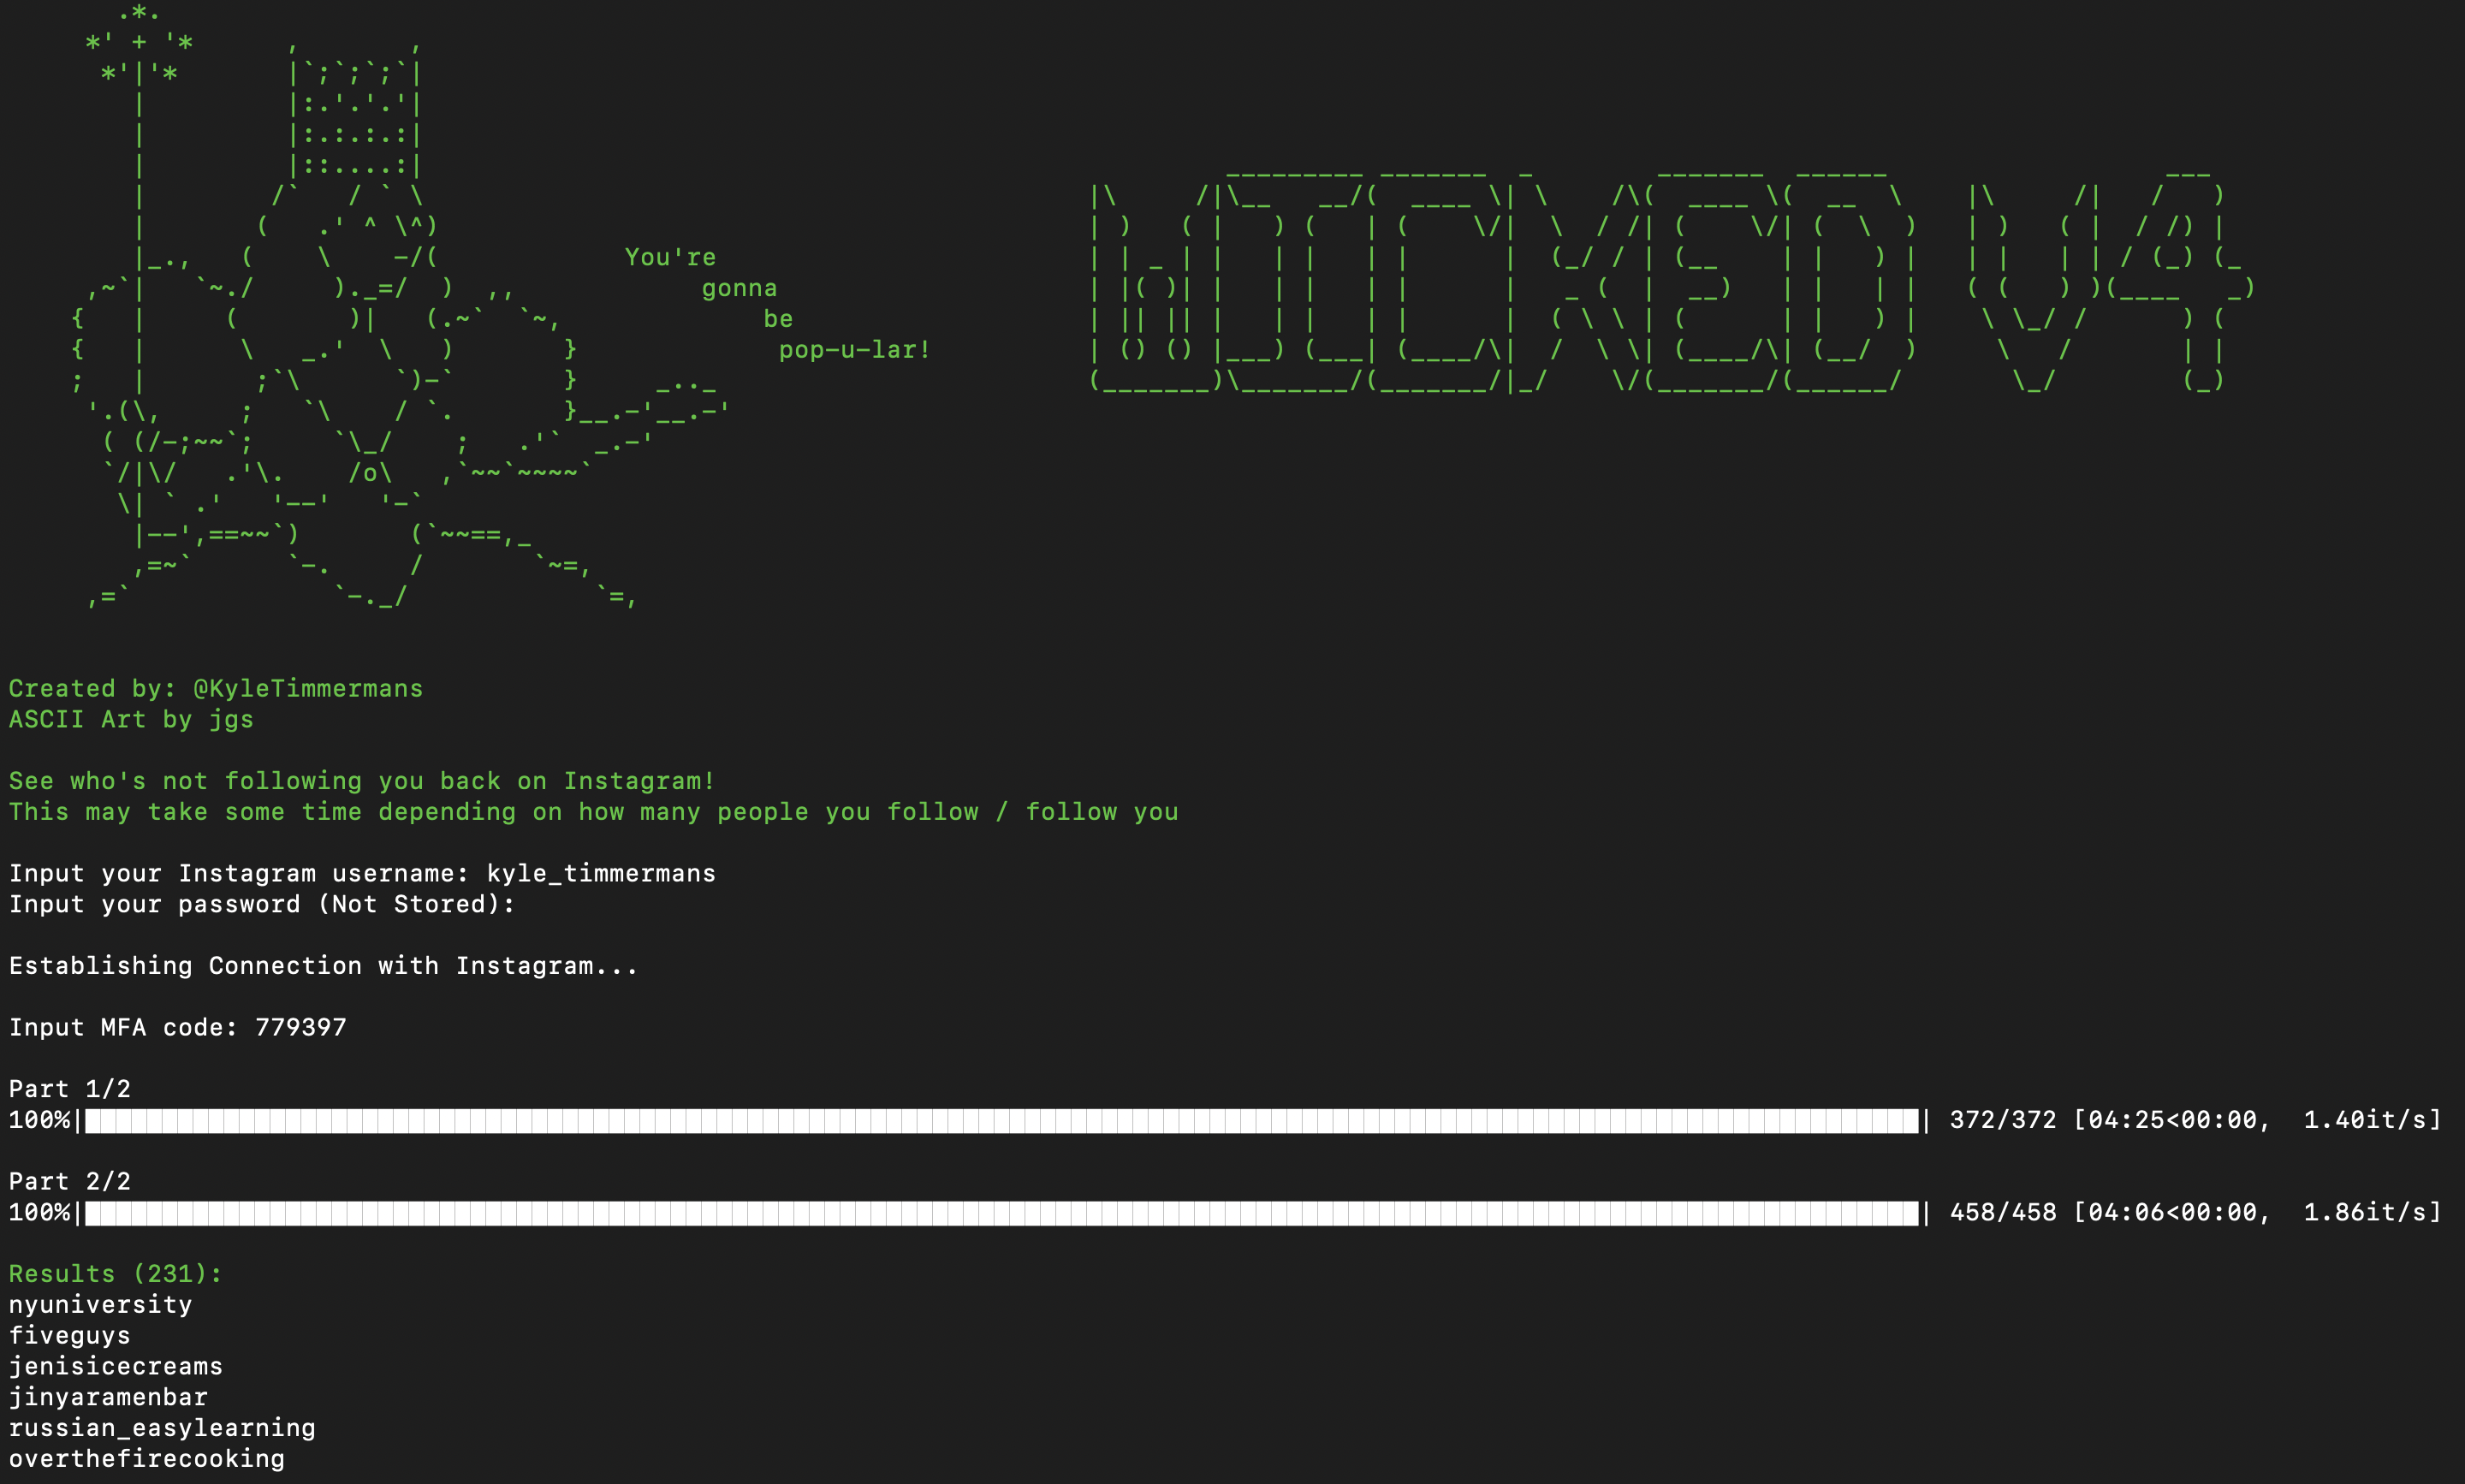 WICKED V4
You're
gonna
be
pop-u-lar!
Created by: @KyleTimmermans
ASCII Art by jgs
See who's not following you back on Instagram!
This may take some time depending on how many people you follow / follow you
Input your Instagram username: kyle_timmermans
Input your password (Not Stored):
Establishing Connection with Instagram...
Input MFA code: 779397
Part 1/2
100%| | 372/372 [04:25<00:00, 1.40it/s]
Part 2/2
100%| | 458/458 [04:06<00:00, 1.86it/s]
Results (231):
nyuniversity
fiveguys
jenisicecreams
jinyaramenbar
russian_easylearning
overthefirecooking